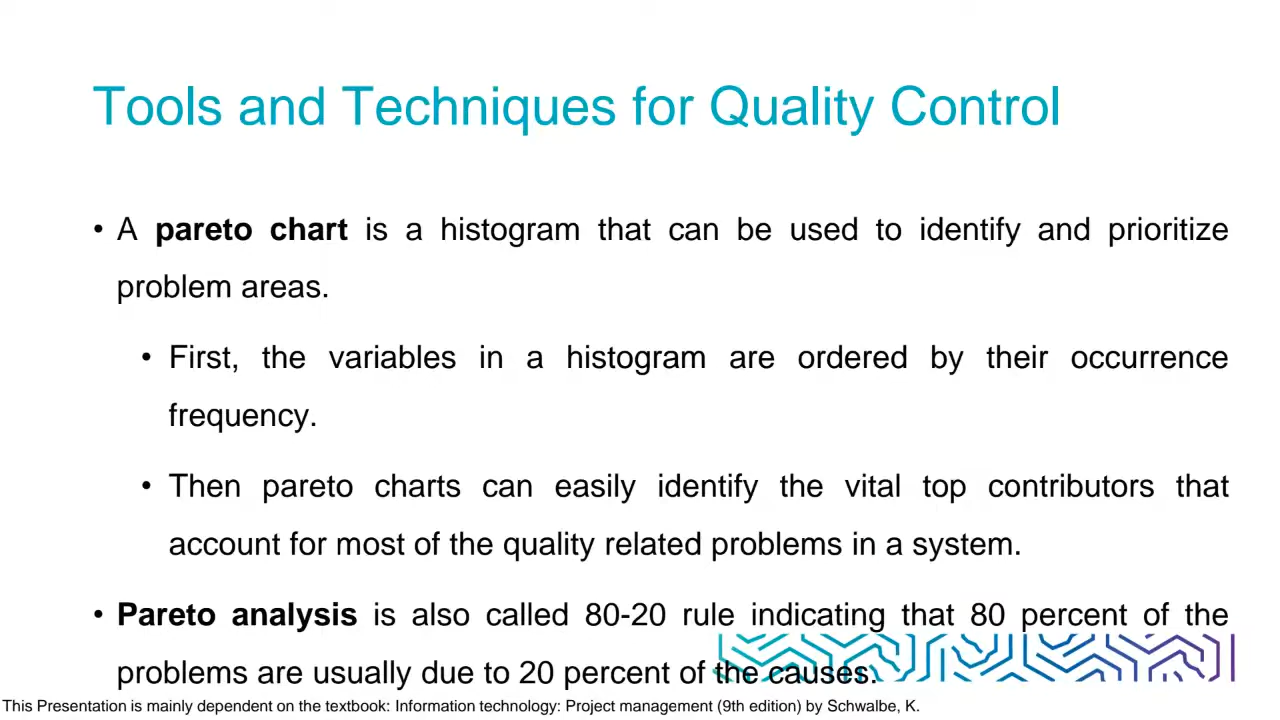 Tools and Techniques for Quality Control
• A pareto chart is a histogram that can be used to identify and prioritize
problem areas.
• First, the variables in a histogram are ordered by their occurrence
frequency.
• Then pareto charts can easily identify the vital top contributors that
account for most of the quality related problems in a system.
• Pareto analysis is also called 80-20 rule indicating that 80 percent of the
problems are usually due to 20 percent of the causes.
This Presentation is mainly dependent on the textbook: Information technology: Project management (9th edition) by Schwalbe, K.